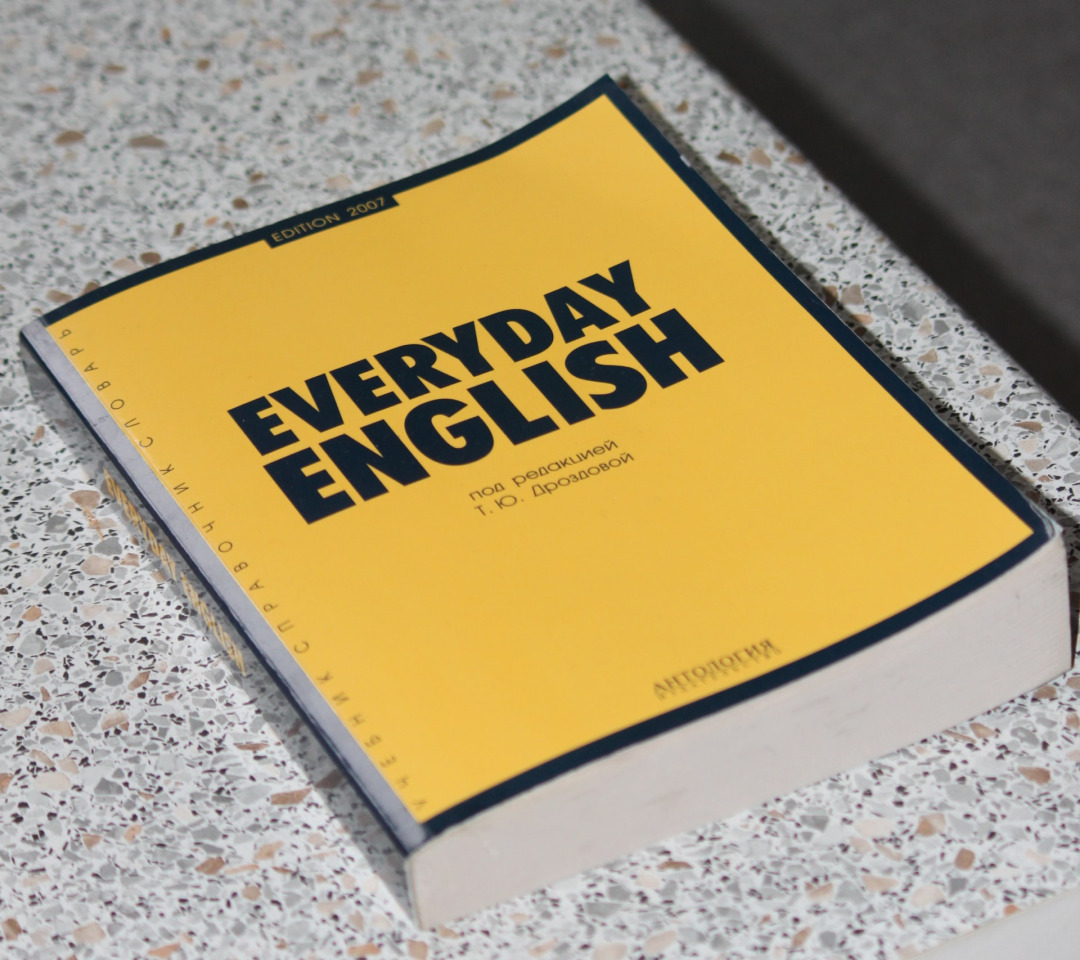 EDITION 2007
EVERYDAY
ENGLISH
под редакцией
Т. Ю. Дроздовой
УЧЕБНИК СПРАВОЧНИК СЛОВАРЬ
АНТОЛОГИЯ